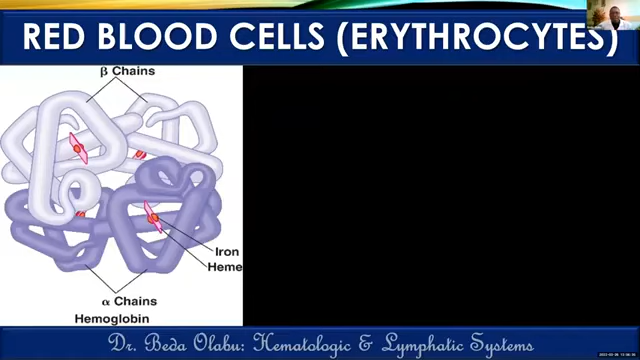 RED BLOOD CELLS (ERYTHROCYTES)
β Chains
Iron
Heme
α Chains
Hemoglobin
Dr. Beda Olabu: Hematologic & Lymphatic Systems